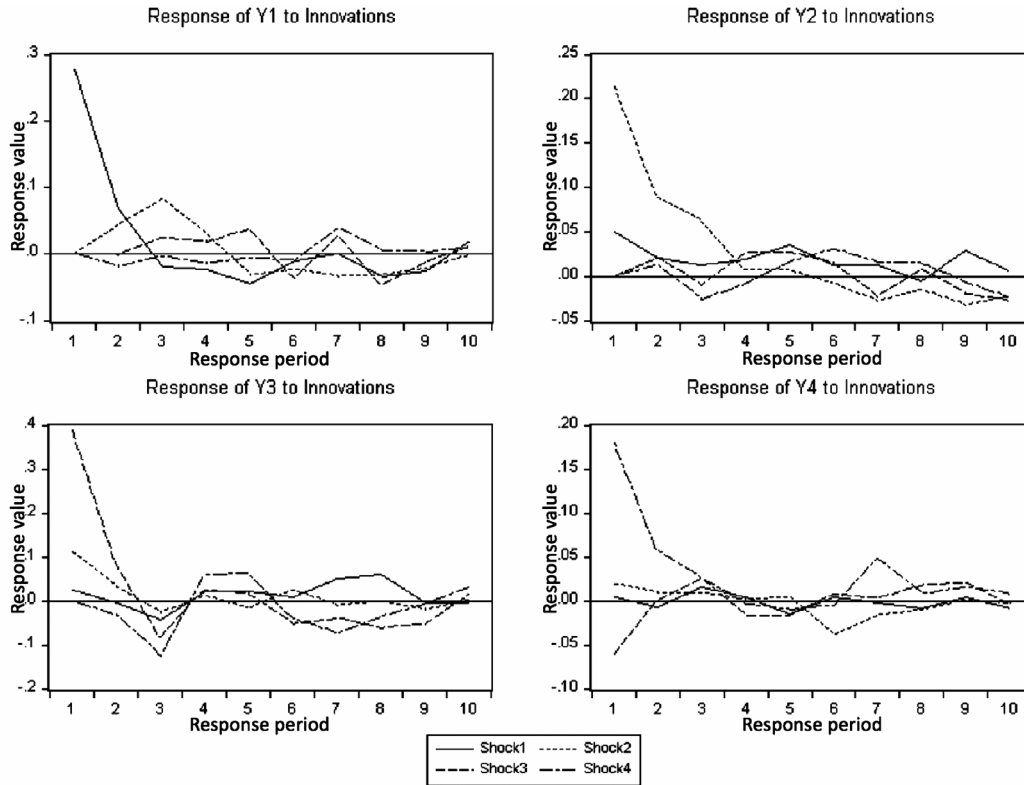 Response of Y1 to Innovations
Response value
.3
.2
.1
.0
-.1
1 2 3 4 5 6 7 8 9 10
Response period
Response of Y2 to Innovations
Response value
.25
.20
.15
.10
.05
.00
-.05
1 2 3 4 5 6 7 8 9 10
Response period
Response of Y3 to Innovations
Response value
.4
.3
.2
.1
.0
-.1
-.2
1 2 3 4 5 6 7 8 9 10
Response period
Response of Y4 to Innovations
Response value
.20
.15
.10
.05
.00
-.05
-.10
1 2 3 4 5 6 7 8 9 10
Response period
Shock1 Shock2
Shock3 Shock4